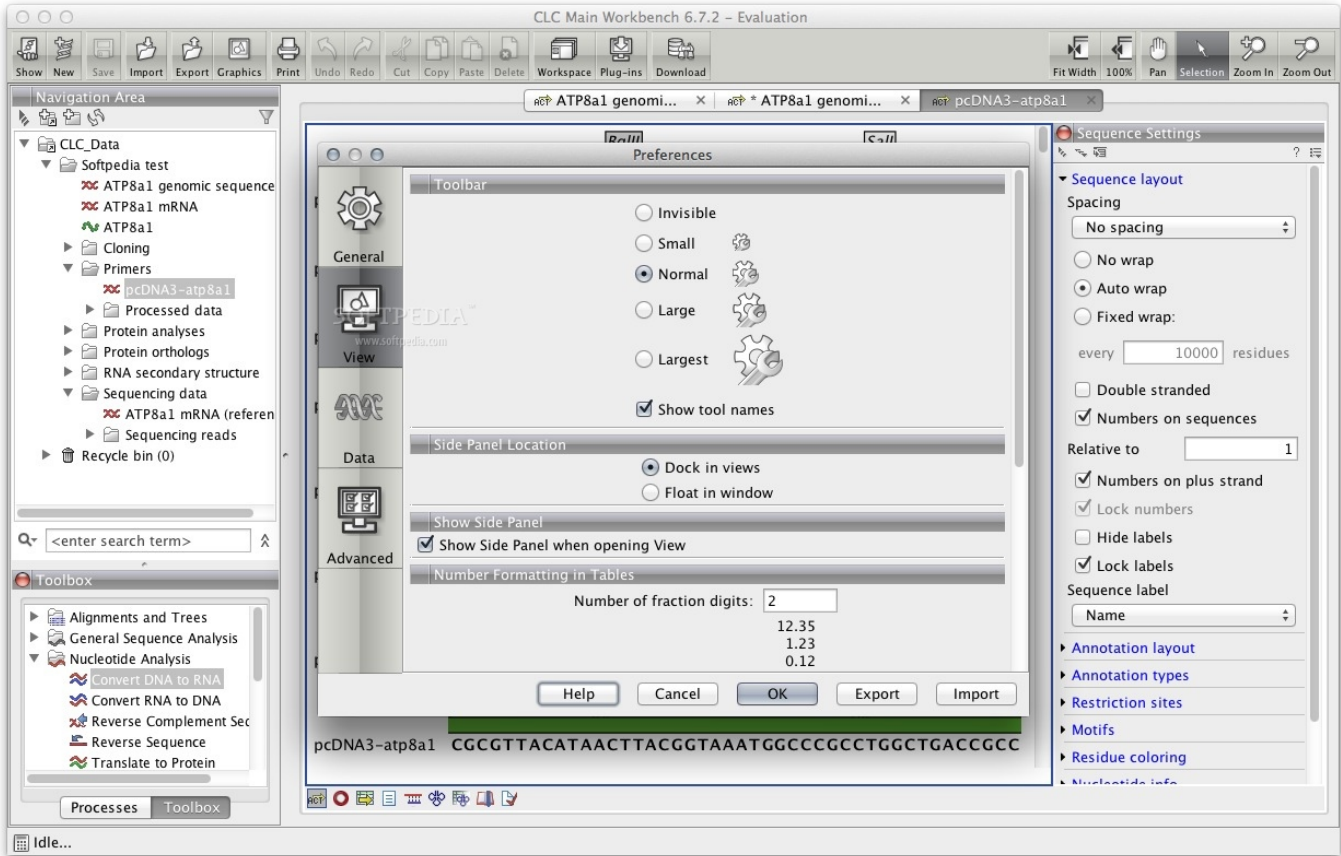 CLC Main Workbench 6.7.2 – Evaluation
Show New Save Import Export Graphics Print Undo Redo Cut Copy Paste Delete Workspace Plug-ins Download Fit Width 100% Pan Selection Zoom In Zoom Out
Navigation Area
CLC_Data
Softpedia test
ATP8a1 genomic sequence
ATP8a1 mRNA
ATP8a1
Cloning
Primers
pcDNA3-atp8a1
Processed data
Protein analyses
Protein orthologs
RNA secondary structure
Sequencing data
ATP8a1 mRNA (referen
Sequencing reads
Recycle bin (0)
<enter search term>
Toolbox
Alignments and Trees
General Sequence Analysis
Nucleotide Analysis
Convert DNA to RNA
Convert RNA to DNA
Reverse Complement Sec
Reverse Sequence
Translate to Protein
Processes Toolbox
Idle...
ATP8a1 genomi... × * ATP8a1 genomi... × pcDNA3-atp8a1 ×
BglII SalI
Preferences
General
View
Data
Advanced
SOFTPEDIA
www.softpedia.com
Toolbar
Invisible
Small
Normal
Large
Largest
Show tool names
Side Panel Location
Dock in views
Float in window
Show Side Panel
Show Side Panel when opening View
Number Formatting in Tables
Number of fraction digits: 2
12.35
1.23
0.12
Help Cancel OK Export Import
pcDNA3-atp8a1 CGCGTTACATAACTTACGGTAAATGGCCCGCCTGGCTGACCGCC
Sequence Settings
?
Sequence layout
Spacing
No spacing
No wrap
Auto wrap
Fixed wrap:
every 10000 residues
Double stranded
Numbers on sequences
Relative to 1
Numbers on plus strand
Lock numbers
Hide labels
Lock labels
Sequence label
Name
Annotation layout
Annotation types
Restriction sites
Motifs
Residue coloring
Nucleotide info